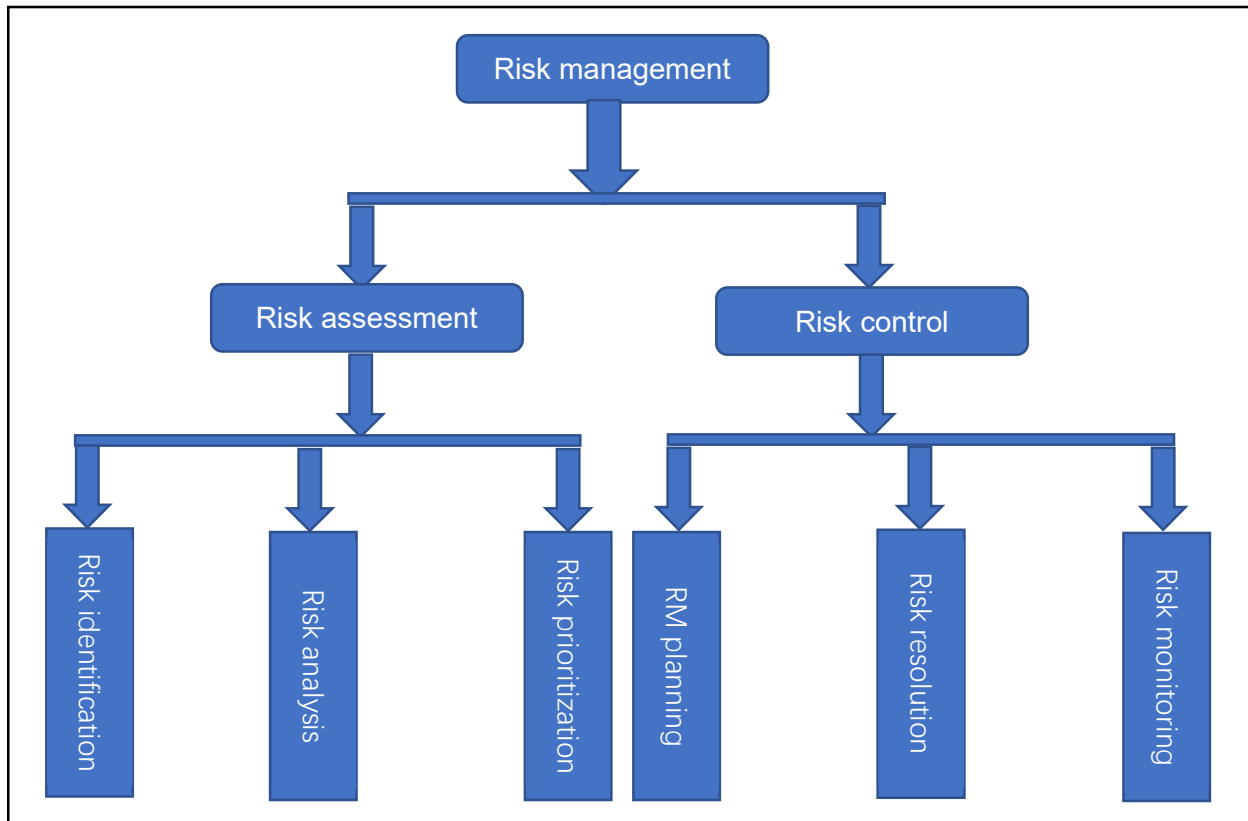 Risk management
Risk assessment
Risk control
Risk identification
Risk analysis
Risk prioritization
RM planning
Risk resolution
Risk monitoring